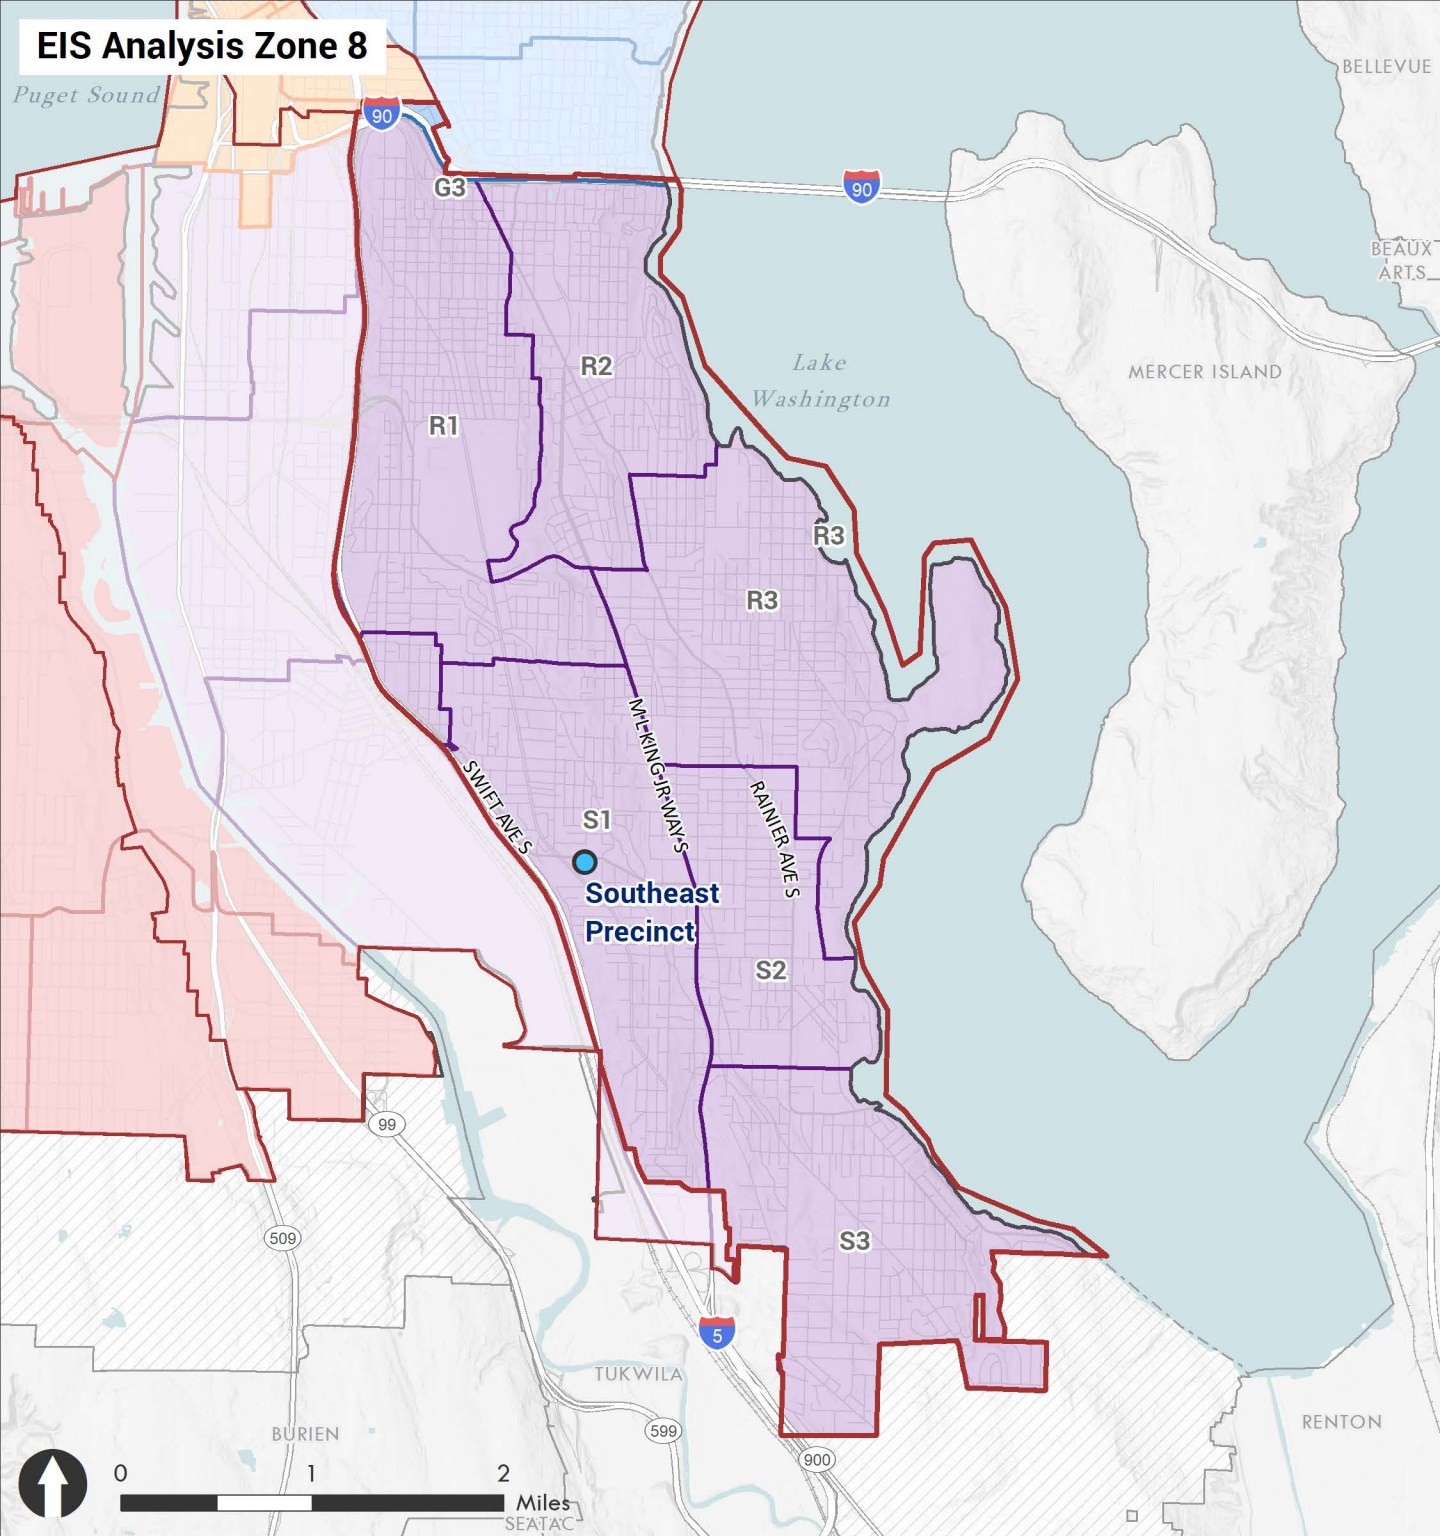 EIS Analysis Zone 8
Puget Sound
BELLEVUE
90
90
G3
BEAUX
ARTS
R2
Lake
Washington
MERCER ISLAND
R1
R3
R3
M L KING JR WAY S
SWIFT AVE S
RAINIER AVE S
S1
Southeast
Precinct
S2
99
509
S3
5
TUKWILA
RENTON
BURIEN
599
900
0 1 2
Miles
SEATAC